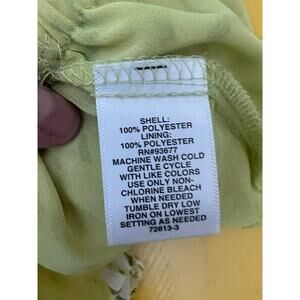 SHELL:
100% POLYESTER
LINING:
100% POLYESTER
RN#93677
MACHINE WASH COLD
GENTLE CYCLE
WITH LIKE COLORS
USE ONLY NON-
CHLORINE BLEACH
WHEN NEEDED
TUMBLE DRY LOW
IRON ON LOWEST
SETTING AS NEEDED
72613-3